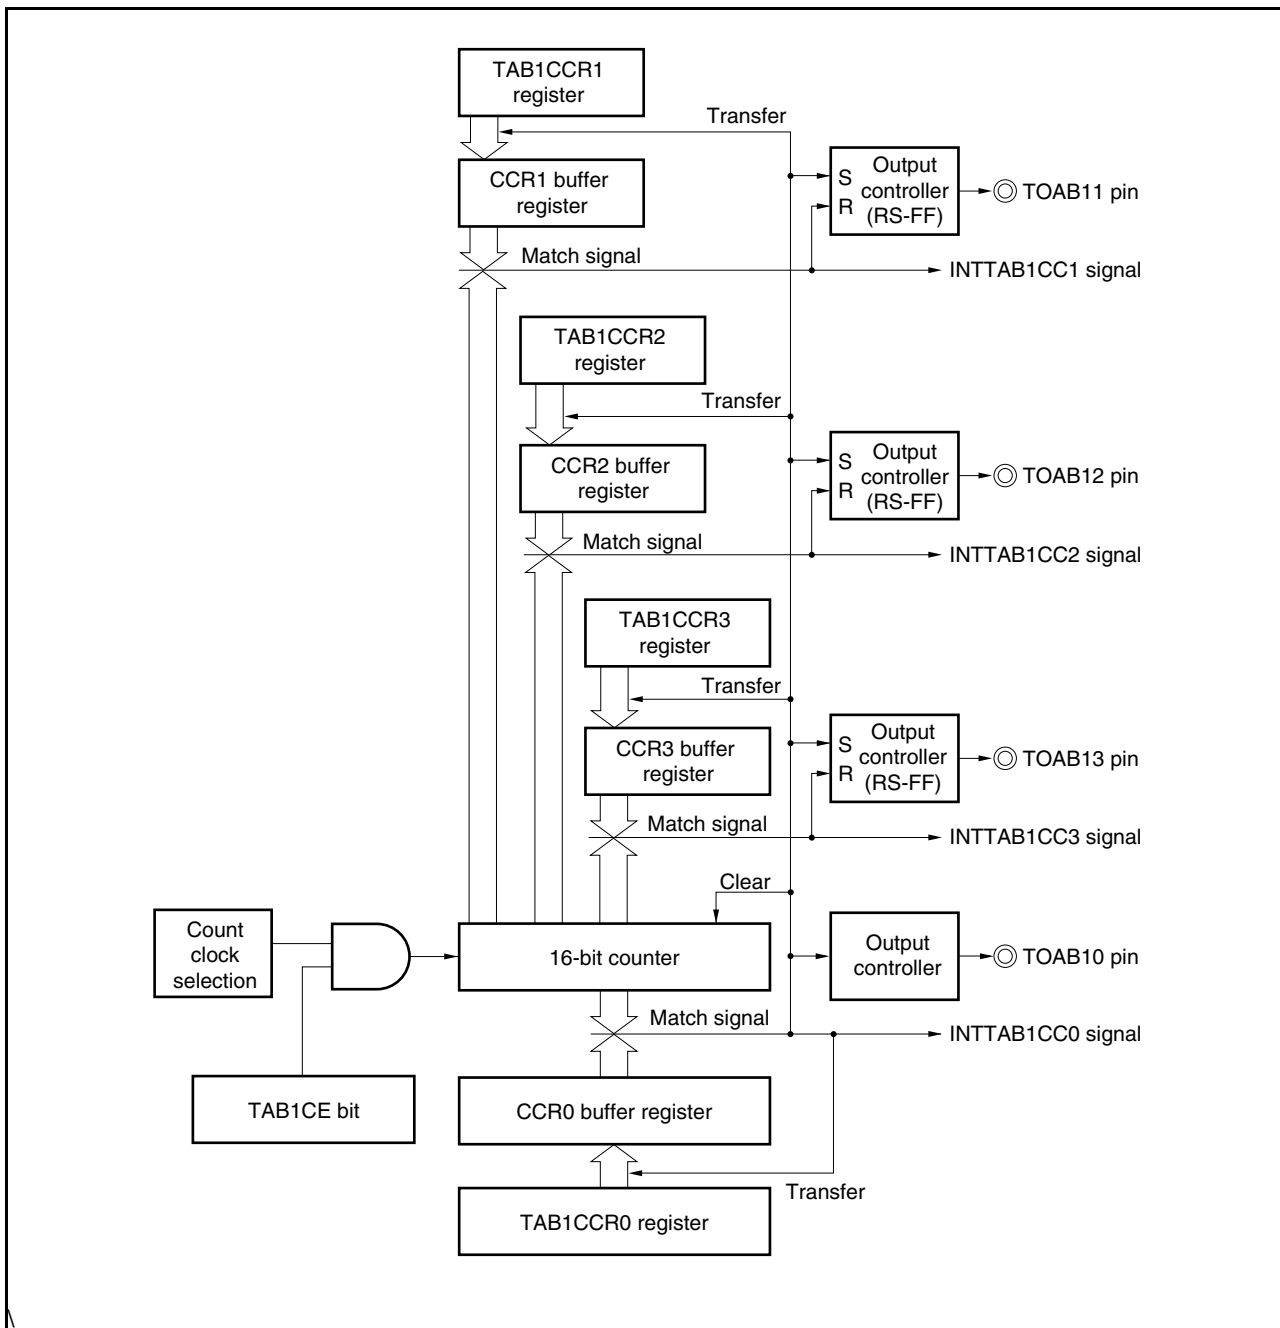 TAB1CCR1
register
Transfer
CCR1 buffer
register
S
R
Output
controller
(RS-FF)
TOAB11 pin
Match signal
INTTAB1CC1 signal
TAB1CCR2
register
Transfer
CCR2 buffer
register
S
R
Output
controller
(RS-FF)
TOAB12 pin
Match signal
INTTAB1CC2 signal
TAB1CCR3
register
Transfer
CCR3 buffer
register
S
R
Output
controller
(RS-FF)
TOAB13 pin
Match signal
INTTAB1CC3 signal
Clear
Count
clock
selection
16-bit counter
Output
controller
TOAB10 pin
Match signal
INTTAB1CC0 signal
TAB1CE bit
CCR0 buffer register
Transfer
TAB1CCR0 register
\